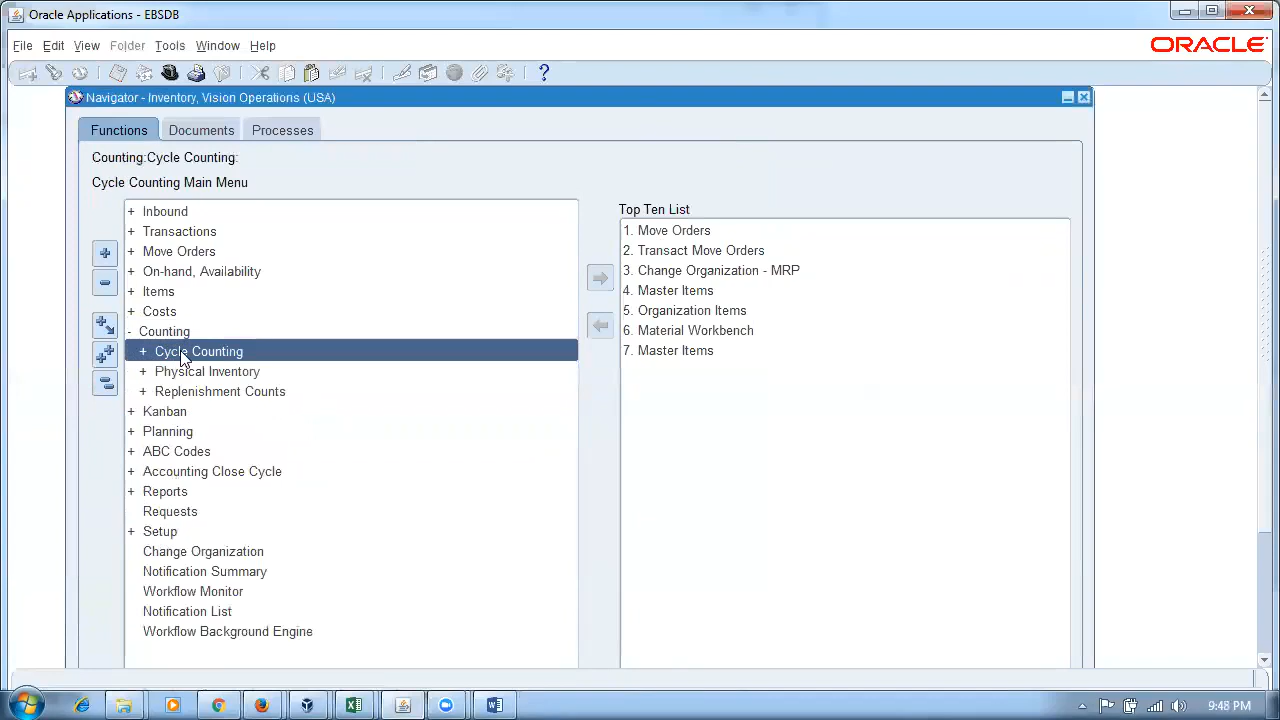 Oracle Applications - EBSDB
File Edit View Folder Tools Window Help
ORACLE
Navigator - Inventory, Vision Operations (USA)
Functions Documents Processes
Counting:Cycle Counting:
Cycle Counting Main Menu
+ Inbound
+ Transactions
+ Move Orders
+ On-hand, Availability
+ Items
+ Costs
- Counting
+ Cycle Counting
+ Physical Inventory
+ Replenishment Counts
+ Kanban
+ Planning
+ ABC Codes
+ Accounting Close Cycle
+ Reports
Requests
+ Setup
Change Organization
Notification Summary
Workflow Monitor
Notification List
Workflow Background Engine
Top Ten List
1. Move Orders
2. Transact Move Orders
3. Change Organization - MRP
4. Master Items
5. Organization Items
6. Material Workbench
7. Master Items
9:48 PM